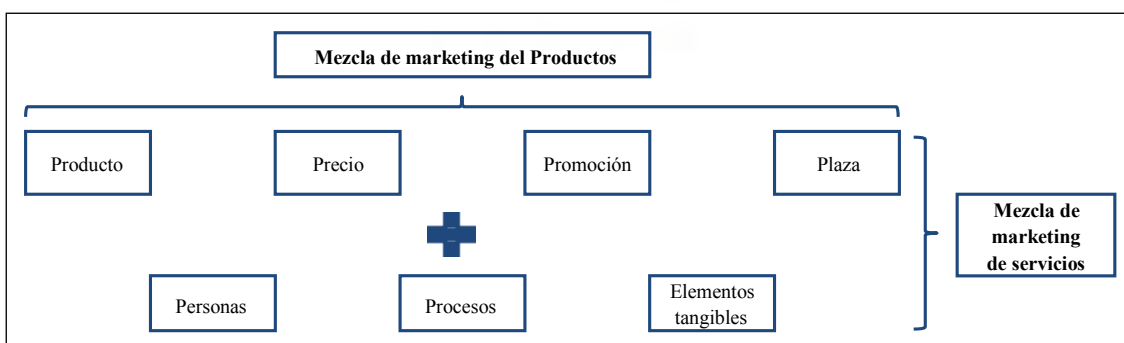 Mezcla de marketing del Productos
Producto
Precio
Promoción
Plaza
Mezcla de
marketing
de servicios
Personas
Procesos
Elementos
tangibles